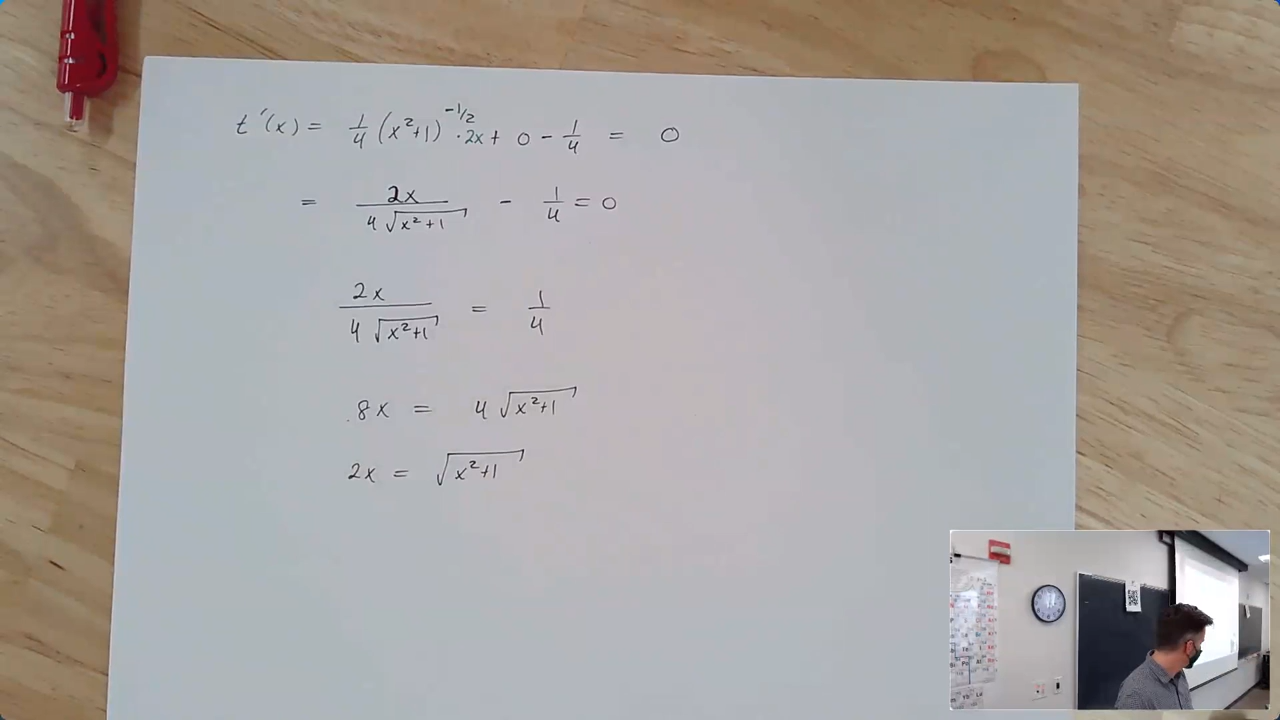 t'(x) = 1/4 (x²+1)^-1/2 · 2x + 0 - 1/4 = 0
= 2x / 4√(x²+1) - 1/4 = 0
2x / 4√(x²+1) = 1/4
8x = 4√(x²+1)
2x = √(x²+1)